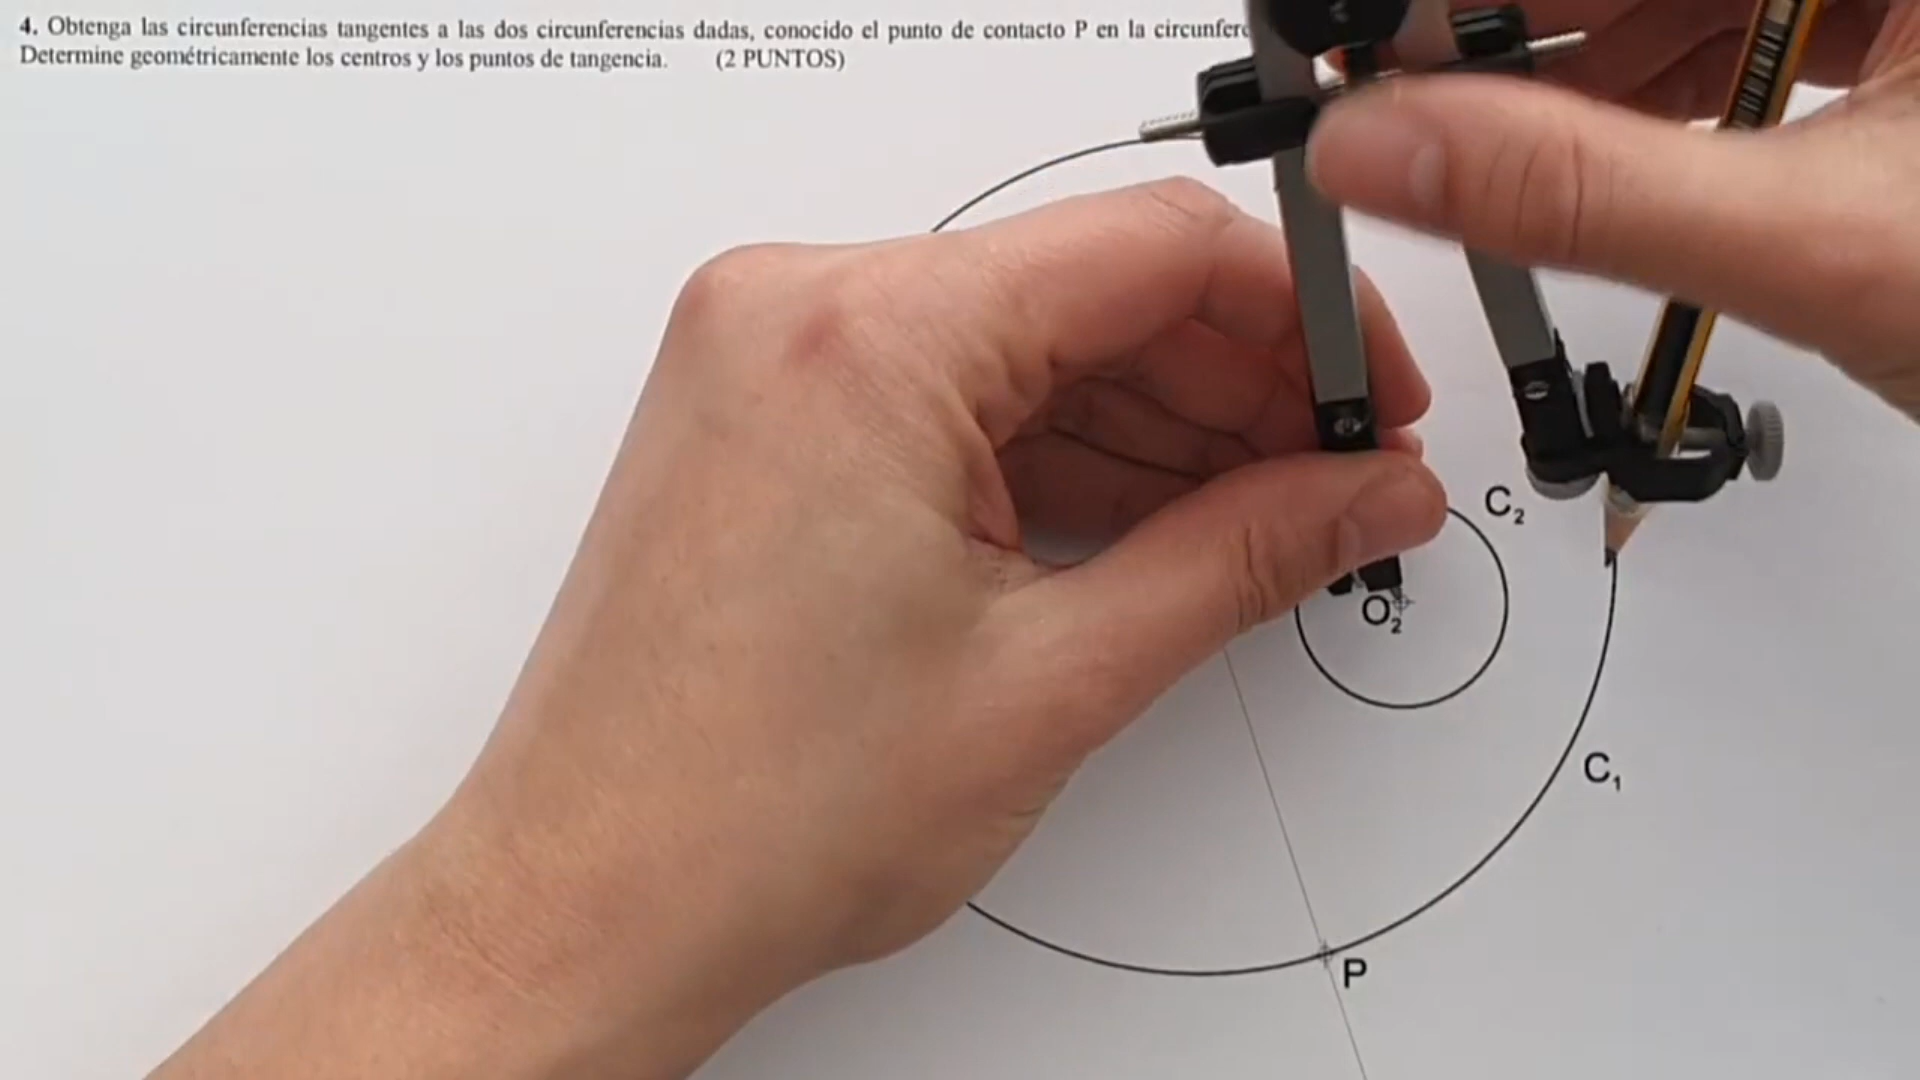 4. Obtenga las circunferencias tangentes a las dos circunferencias dadas, conocido el punto de contacto P en la
Determine geométricamente los centros y los puntos de tangencia. (2 PUNTOS)
C₂
O₂
C₁
P